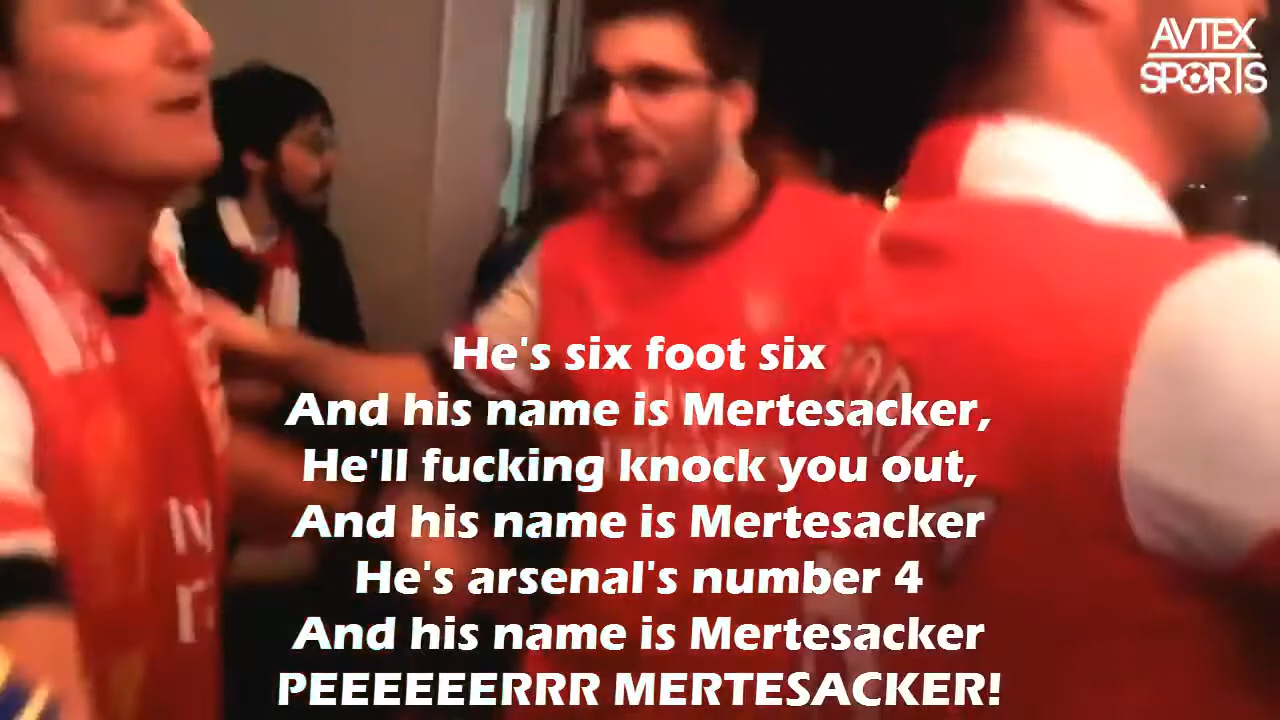 AVTEX
SPORTS
He's six foot six
And his name is Mertesacker,
He'll fucking knock you out,
And his name is Mertesacker
He's arsenal's number 4
And his name is Mertesacker
PEEEEEERRR MERTESACKER!